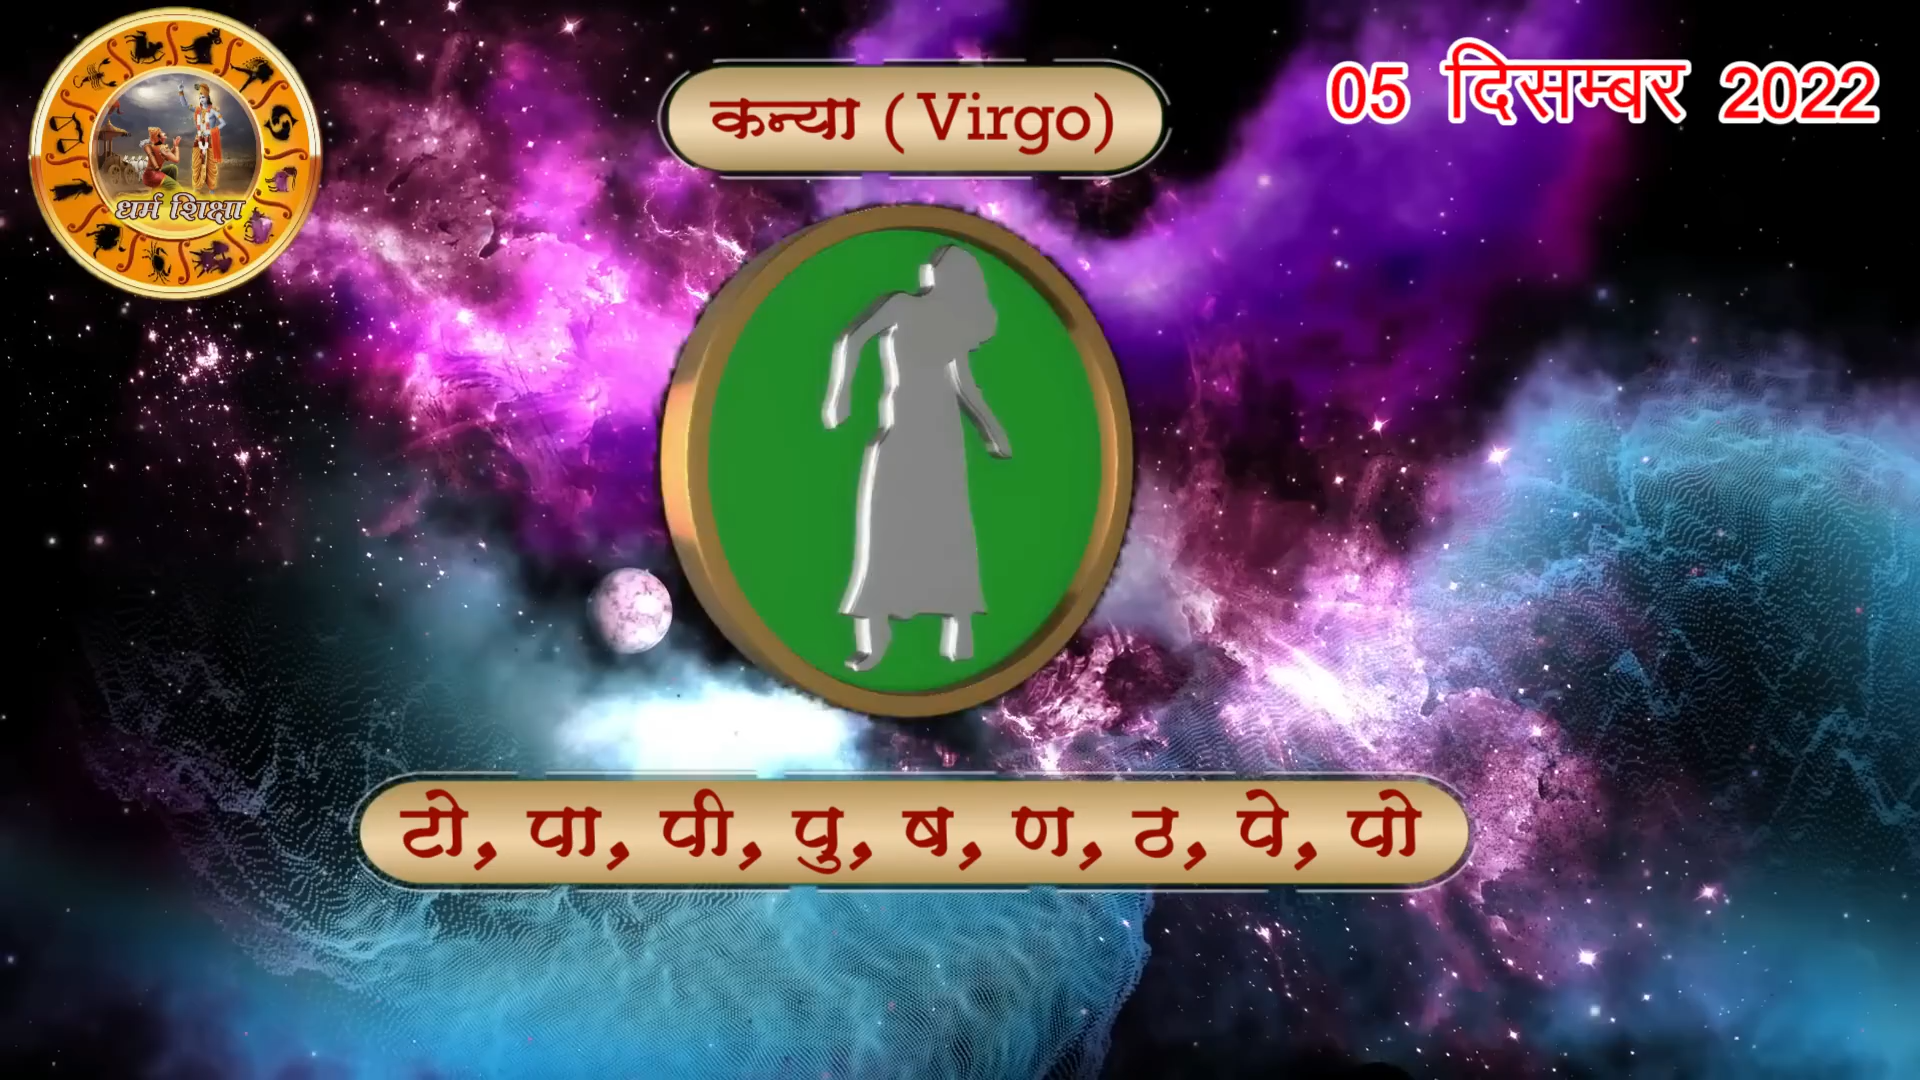 धर्म शिक्षा
कन्या (Virgo)
05 दिसम्बर 2022
टो, पा, पी, पु, ष, ण, ठ, पे, पो